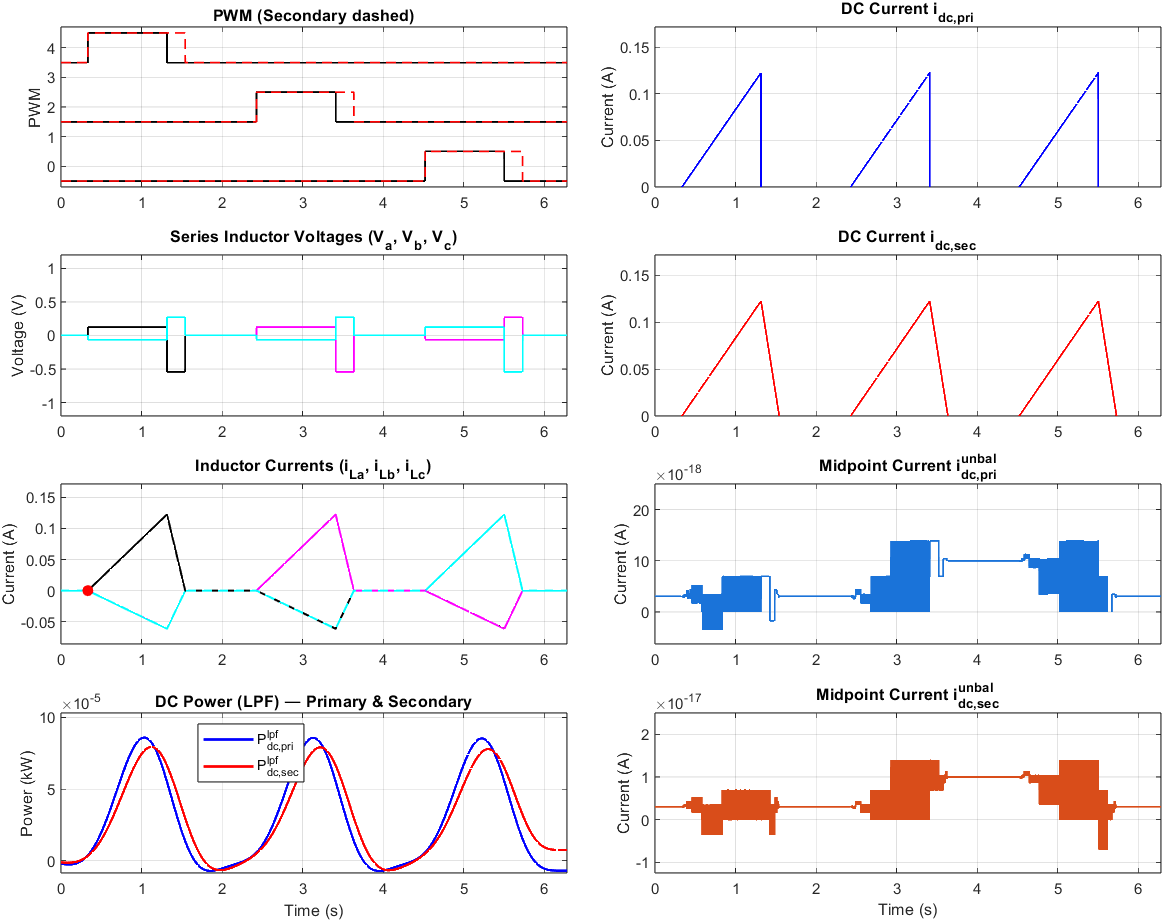 PWM (Secondary dashed)
PWM
4
3
2
1
0
0 1 2 3 4 5 6
DC Current i_dc,pri
Current (A)
0.15
0.1
0.05
0
0 1 2 3 4 5 6
Series Inductor Voltages (V_a, V_b, V_c)
Voltage (V)
1
0.5
0
-0.5
-1
0 1 2 3 4 5 6
DC Current i_dc,sec
Current (A)
0.15
0.1
0.05
0
0 1 2 3 4 5 6
Inductor Currents (i_La, i_Lb, i_Lc)
Current (A)
0.15
0.1
0.05
0
-0.05
0 1 2 3 4 5 6
Midpoint Current i^unbal_dc,pri
×10^-18
Current (A)
20
10
0
0 1 2 3 4 5 6
DC Power (LPF) — Primary & Secondary
×10^-5
Power (kW)
10
5
0
P^lpf_dc,pri
P^lpf_dc,sec
0 1 2 3 4 5 6
Time (s)
Midpoint Current i^unbal_dc,sec
×10^-17
Current (A)
2
1
0
-1
0 1 2 3 4 5 6
Time (s)